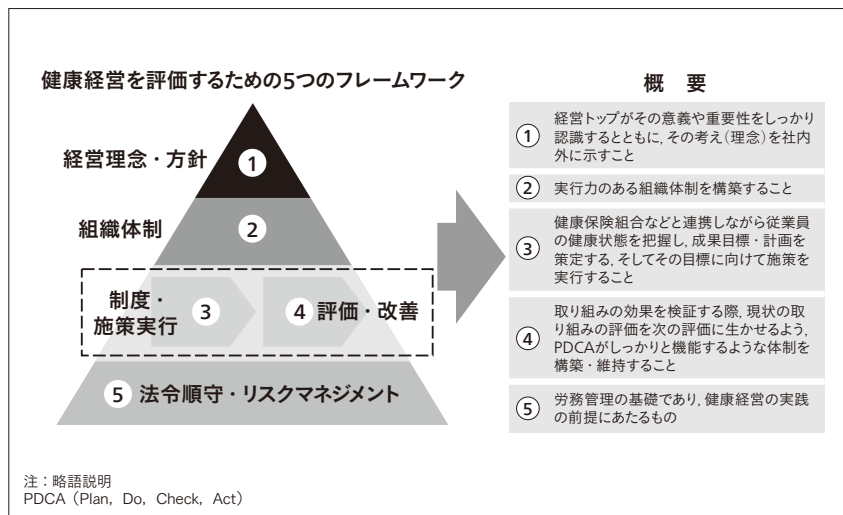 健康経営を評価するための5つのフレームワーク
経営理念・方針
1
組織体制
2
制度・
施策実行
3
4
評価・改善
5
法令順守・リスクマネジメント
概 要
1
経営トップがその意義や重要性をしっかり
認識するとともに, その考え(理念)を社内
外に示すこと
2
実行力のある組織体制を構築すること
3
健康保険組合などと連携しながら従業員
の健康状態を把握し, 成果目標・計画を
策定する, そしてその目標に向けて施策を
実行すること
4
取り組みの効果を検証する際, 現状の取
り組みの評価を次の評価に生かせるよう,
PDCAがしっかりと機能するような体制を
構築・維持すること
5
労務管理の基礎であり, 健康経営の実践
の前提にあたるもの
注:略語説明
PDCA(Plan, Do, Check, Act)